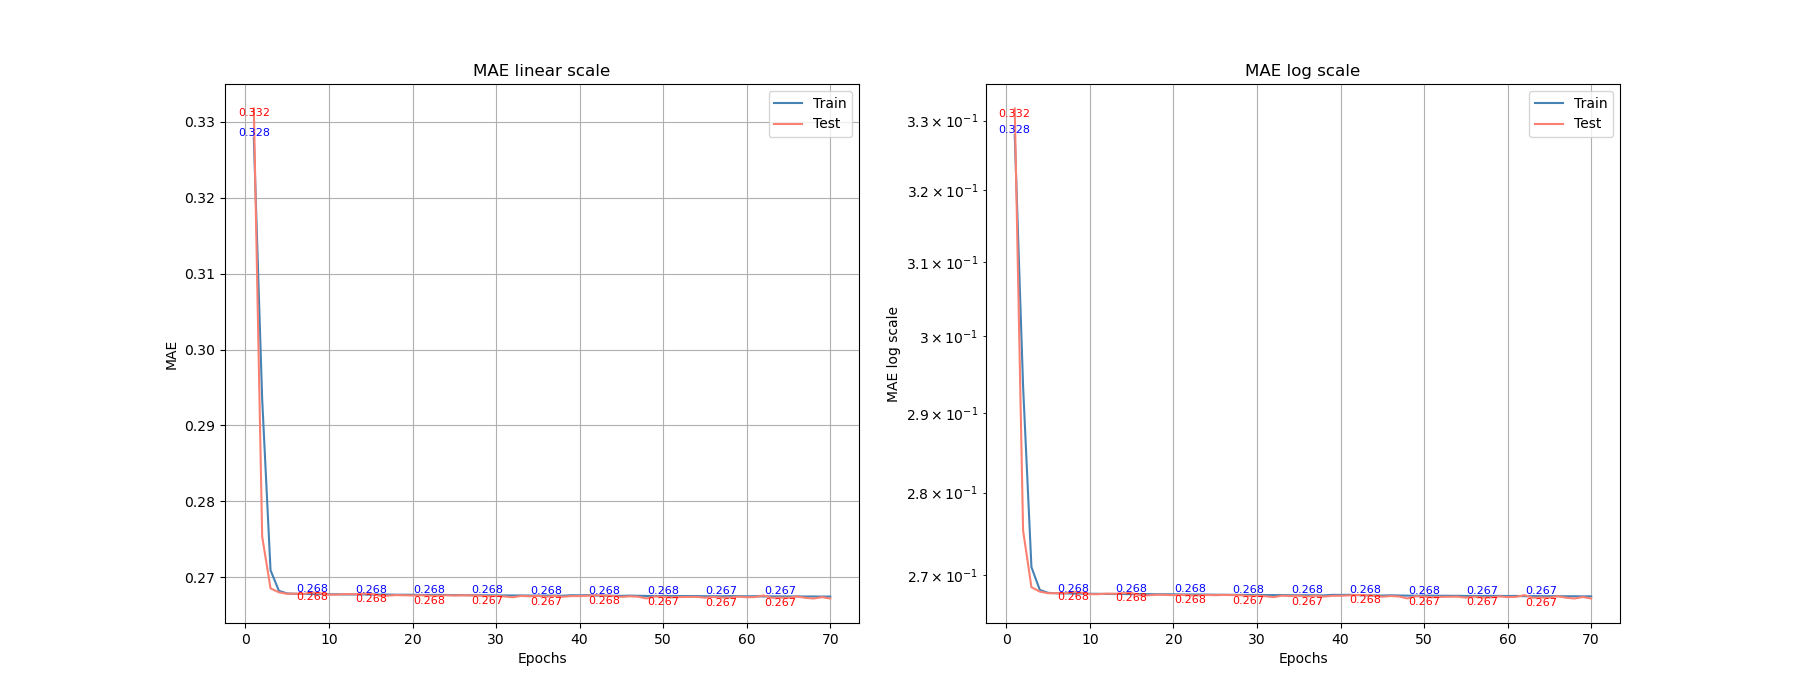 MAE linear scale
0.332
0.328
Train
Test
0.33
0.32
0.31
0.30
0.29
0.28
0.27
MAE
0.268 0.268 0.268 0.268 0.268 0.268 0.268 0.267 0.267
0.268 0.268 0.268 0.267 0.267 0.268 0.267 0.267 0.267
0 10 20 30 40 50 60 70
Epochs
MAE log scale
0.332
0.328
Train
Test
3.3 × 10⁻¹
3.2 × 10⁻¹
3.1 × 10⁻¹
3 × 10⁻¹
2.9 × 10⁻¹
2.8 × 10⁻¹
2.7 × 10⁻¹
MAE log scale
0.268 0.268 0.268 0.268 0.268 0.268 0.268 0.267 0.267
0.268 0.268 0.268 0.267 0.267 0.268 0.267 0.267 0.267
0 10 20 30 40 50 60 70
Epochs